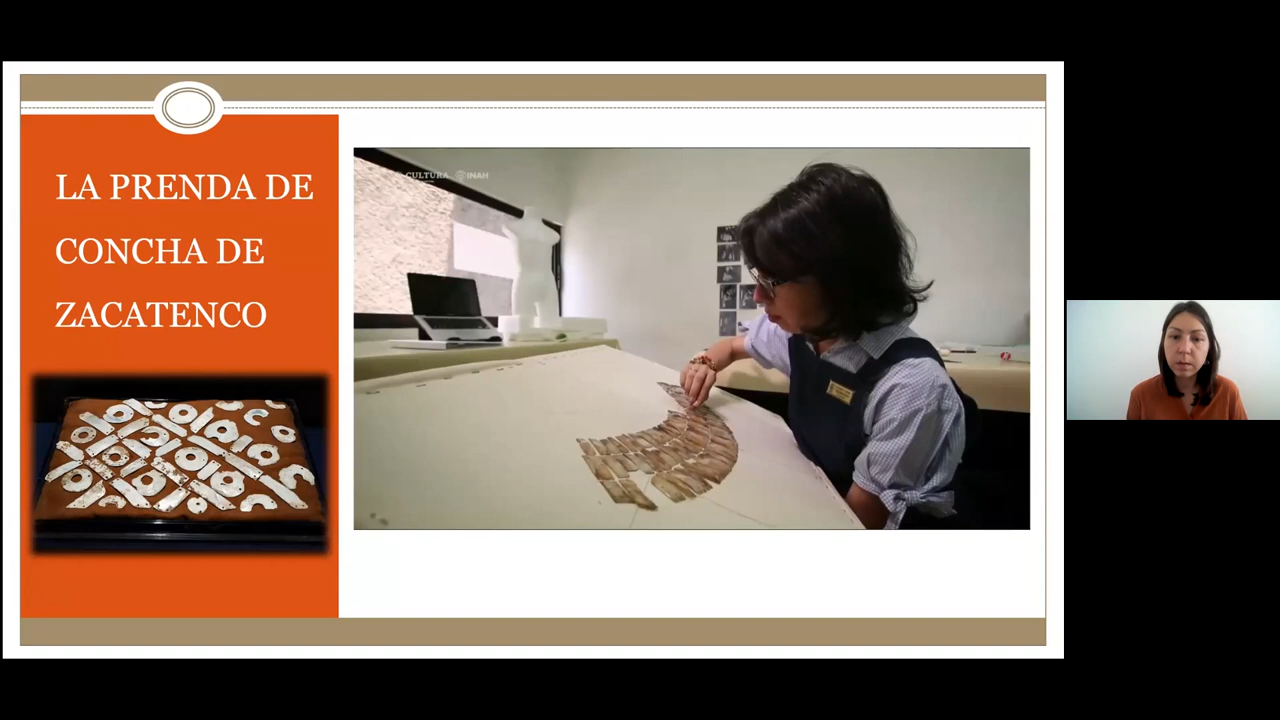 LA PRENDA DE
CONCHA DE
ZACATENCO
CULTURA INAH